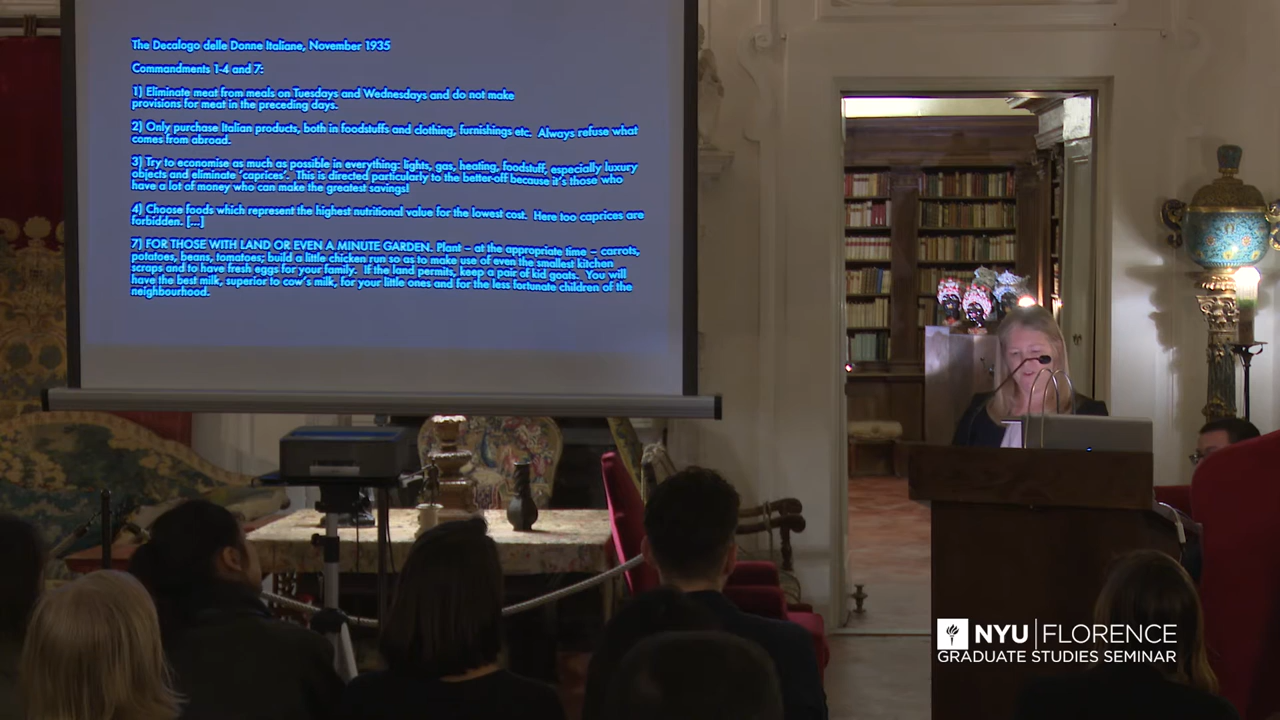 The Decalogo delle Donne Italiane, November 1935
Commandments 1-4 and 7:
1) Eliminate meat from meals on Tuesdays and Wednesdays and do not make
provisions for meat in the preceding days.
2) Only purchase Italian products, both in foodstuffs and clothing, furnishings etc. Always refuse what
comes from abroad.
3) Try to economise as much as possible in everything: lights, gas, heating, foodstuff, especially luxury
objects and eliminate 'caprices'. This is directed particularly to the better-off because it's those who
have a lot of money who can make the greatest savings!
4) Choose foods which represent the highest nutritional value for the lowest cost. Here too caprices are
forbidden. [...]
7) FOR THOSE WITH LAND OR EVEN A MINUTE GARDEN. Plant – at the appropriate time – carrots,
potatoes, beans, tomatoes; build a little chicken run so as to make use of even the smallest kitchen
scraps and to have fresh eggs for your family. If the land permits, keep a pair of kid goats. You will
have the best milk, superior to cow's milk, for your little ones and for the less fortunate children of the
neighbourhood.
NYU FLORENCE
GRADUATE STUDIES SEMINAR